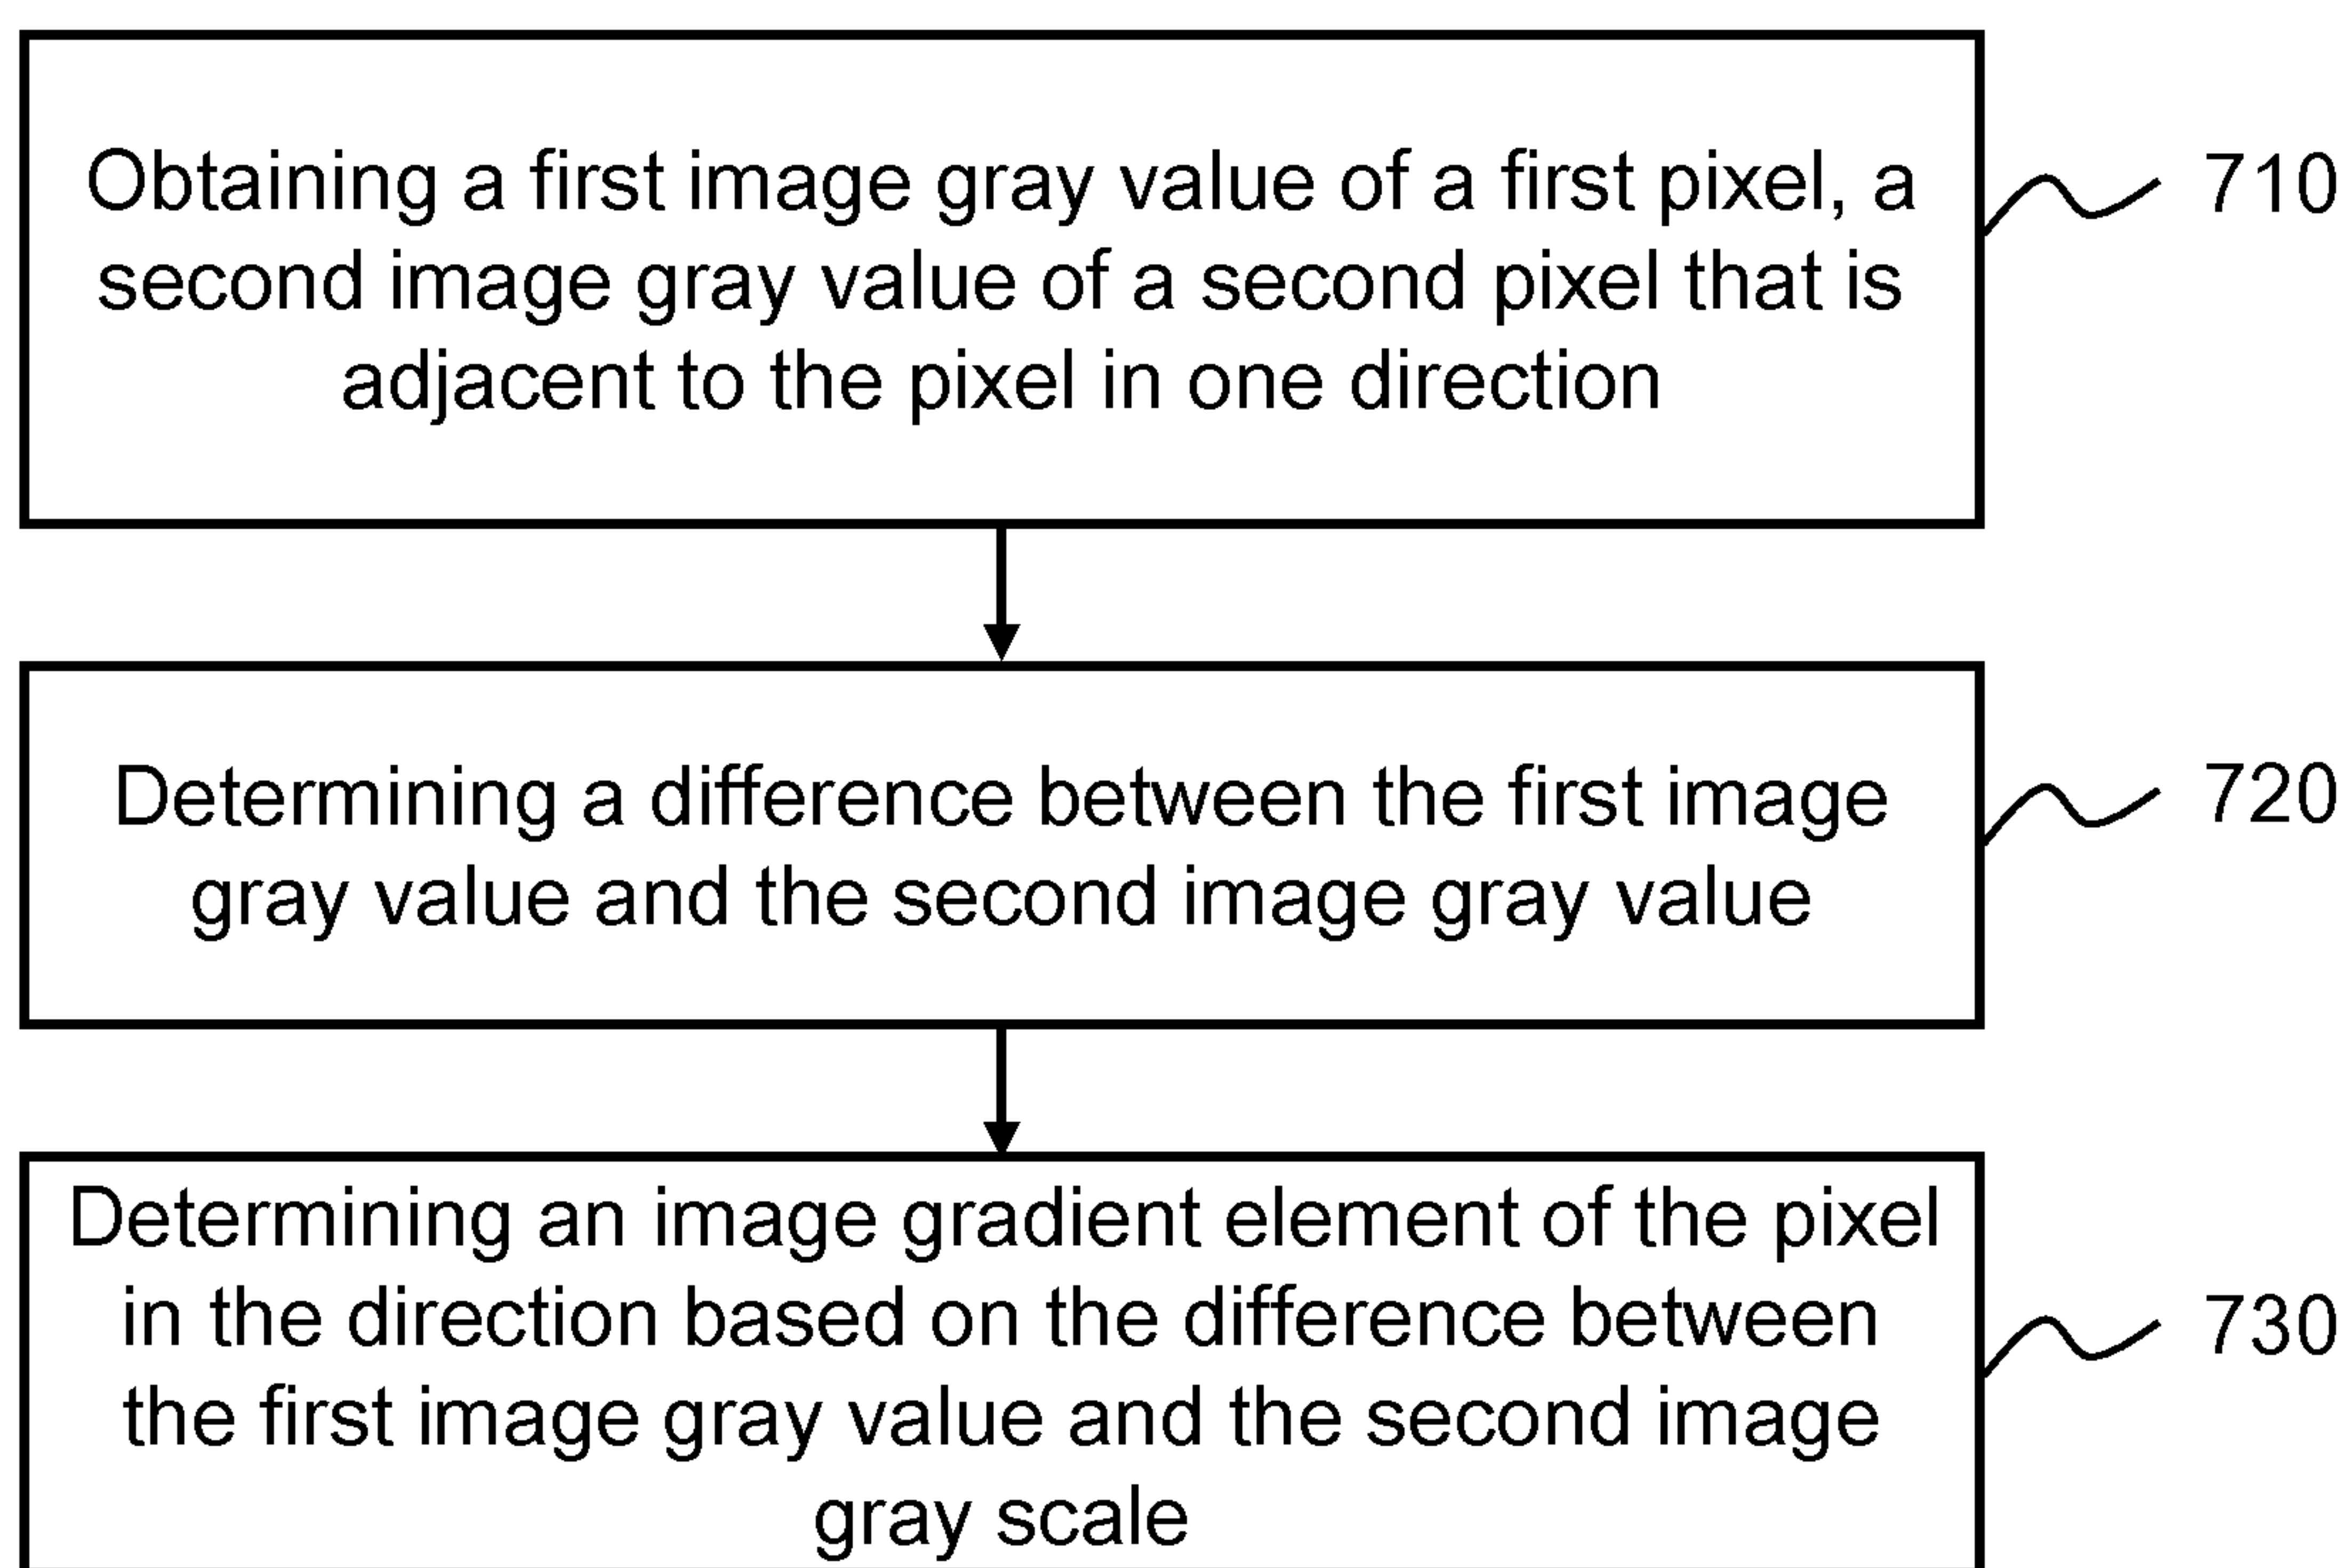 Obtaining a first image gray value of a first pixel, a
second image gray value of a second pixel that is
adjacent to the pixel in one direction
710
Determining a difference between the first image
gray value and the second image gray value
720
Determining an image gradient element of the pixel
in the direction based on the difference between
the first image gray value and the second image
gray scale
730